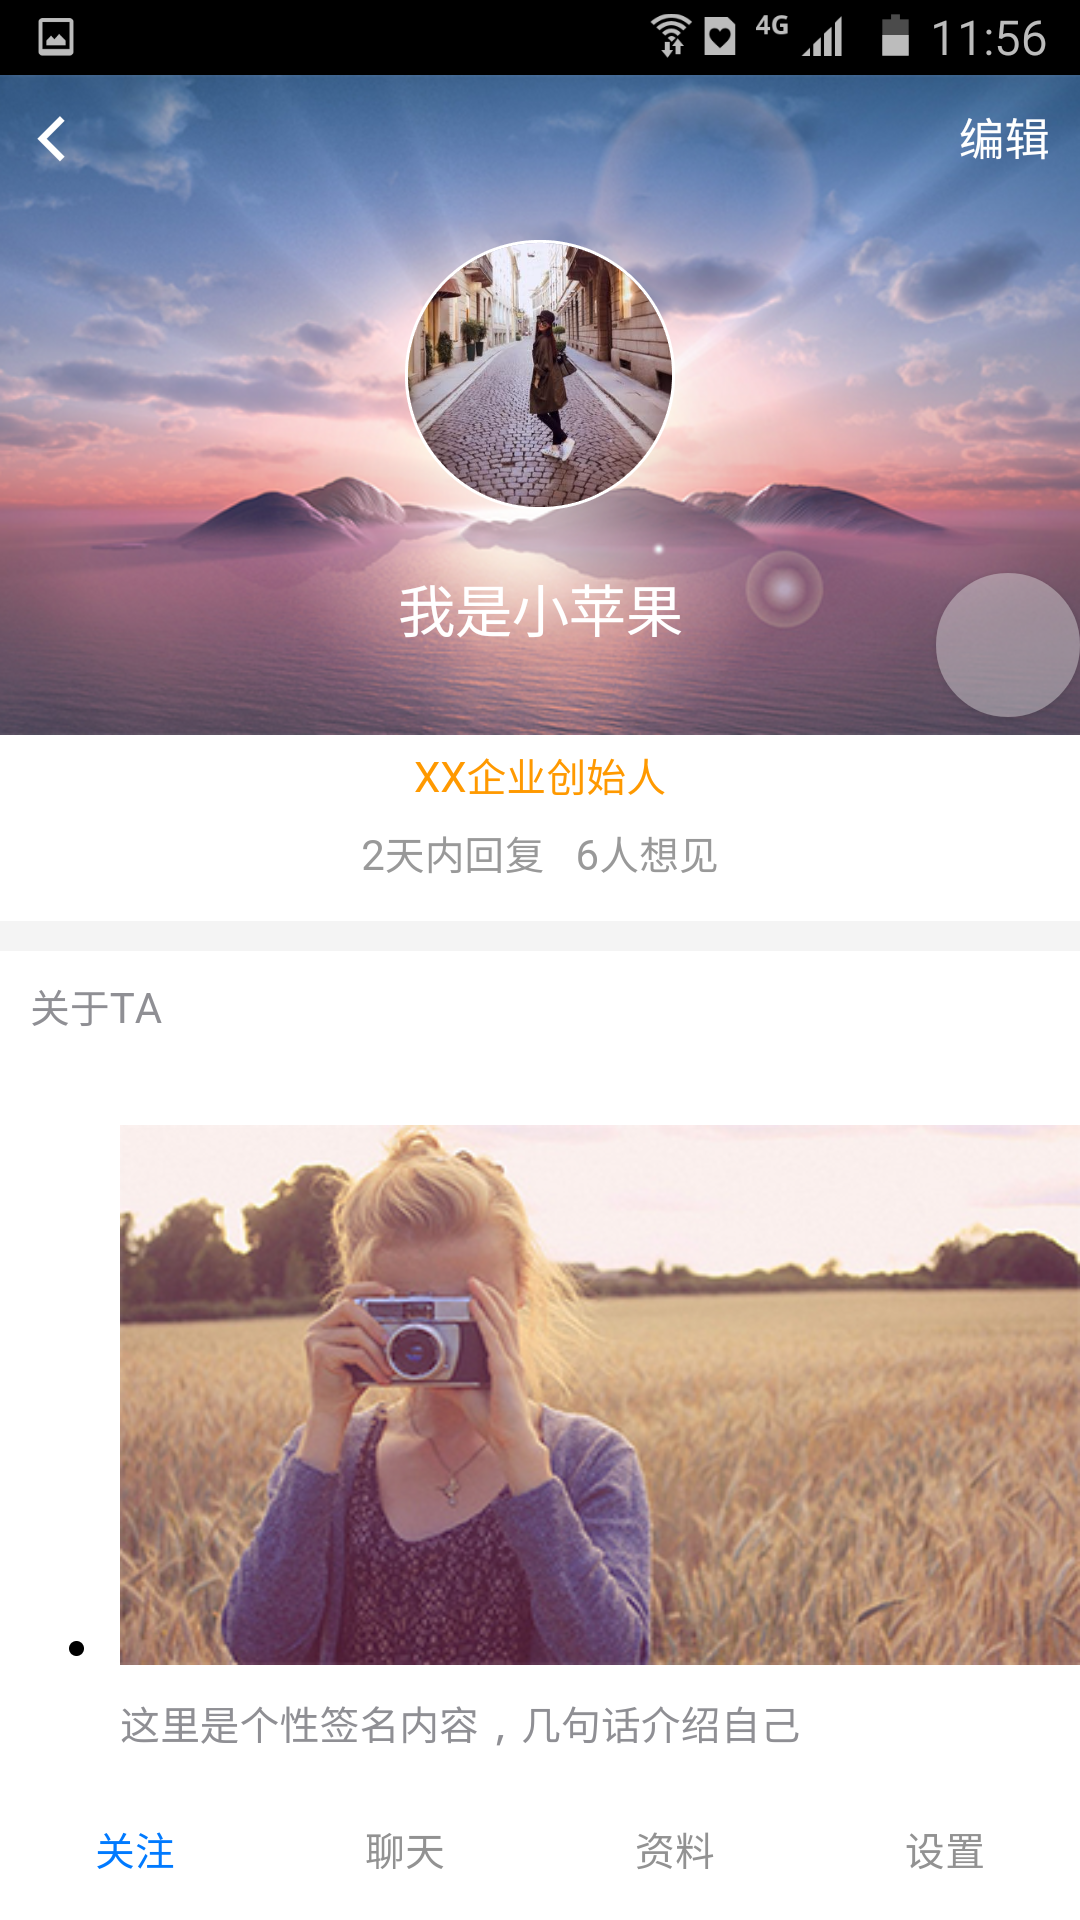 4G 11:56
编辑
我是小苹果
XX企业创始人
2天内回复 6人想见
关于TA
这里是个性签名内容，几句话介绍自己
关注 聊天 资料 设置